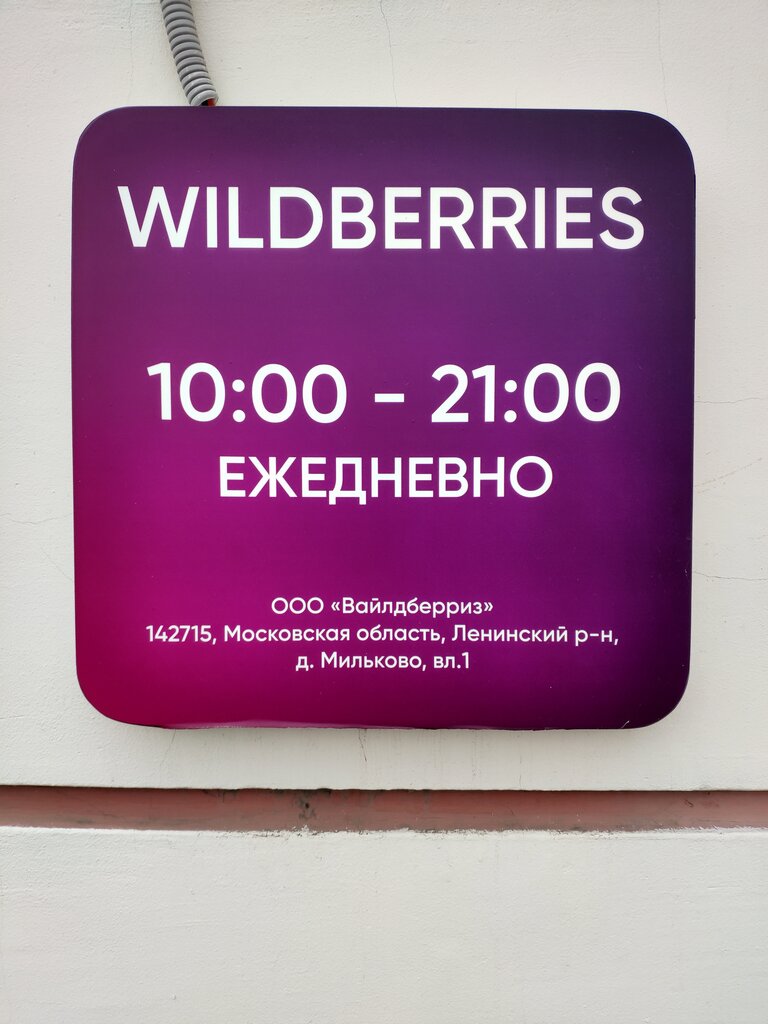 WILDBERRIES
10:00 - 21:00
ЕЖЕДНЕВНО
ООО «Вайлдберриз»
142715, Московская область, Ленинский р-н,
д. Мильково, вл.1